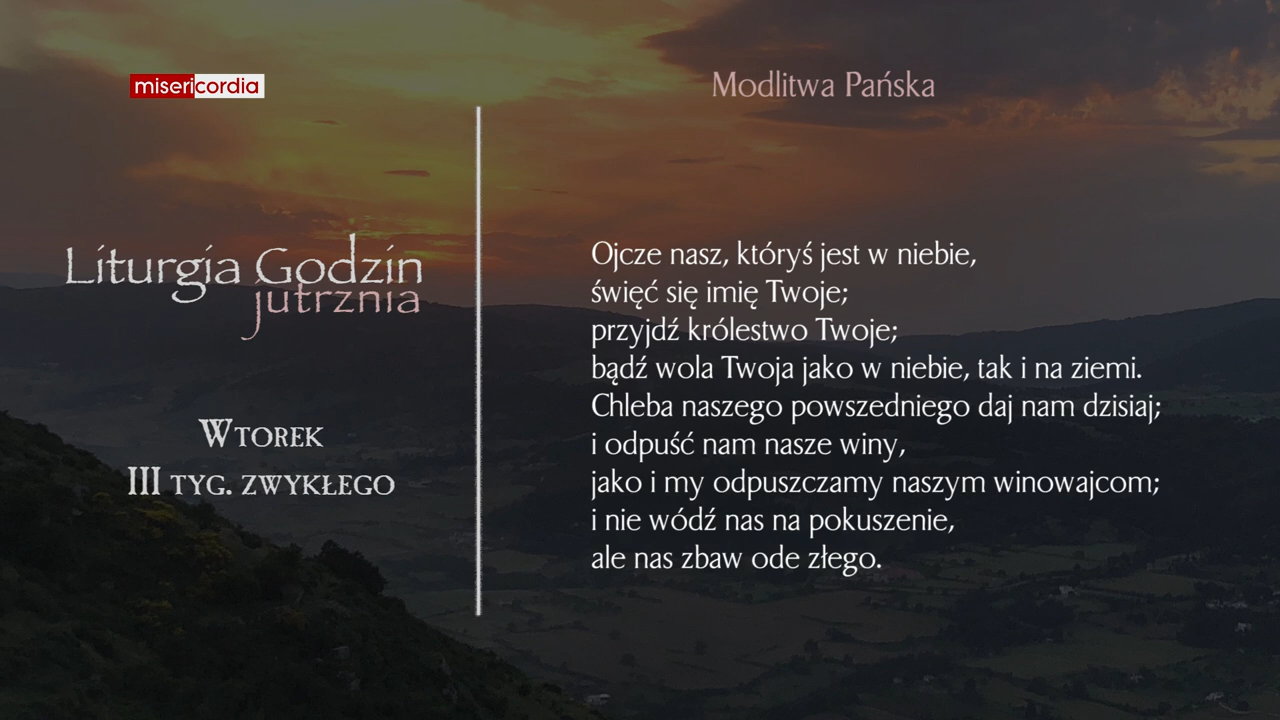 misericordia
Liturgia Godzin
jutrznia
Wtorek
III tyg. zwykłego
Modlitwa Pańska
Ojcze nasz, któryś jest w niebie,
święć się imię Twoje;
przyjdź królestwo Twoje;
bądź wola Twoja jako w niebie, tak i na ziemi.
Chleba naszego powszedniego daj nam dzisiaj;
i odpuść nam nasze winy,
jako i my odpuszczamy naszym winowajcom;
i nie wódź nas na pokuszenie,
ale nas zbaw ode złego.